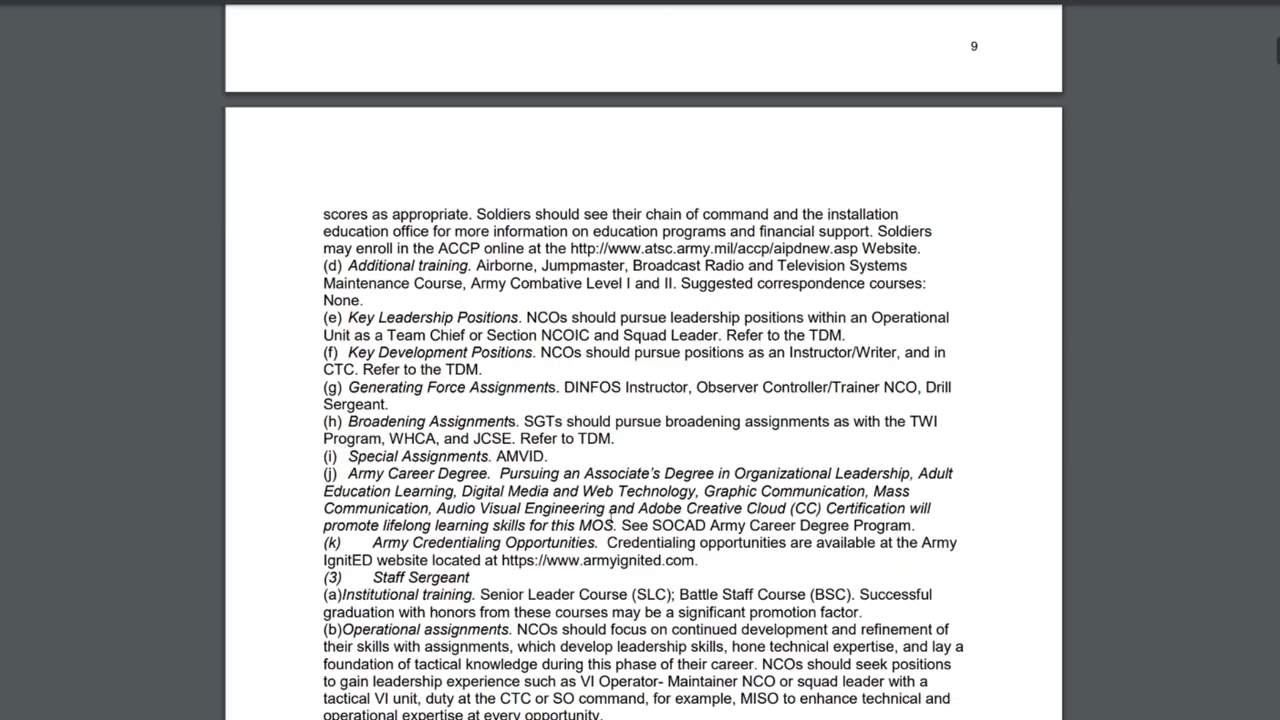 9
scores as appropriate. Soldiers should see their chain of command and the installation
education office for more information on education programs and financial support. Soldiers
may enroll in the ACCP online at the http://www.atsc.army.mil/accp/aipdnew.asp Website.
(d) Additional training. Airborne, Jumpmaster, Broadcast Radio and Television Systems
Maintenance Course, Army Combative Level I and II. Suggested correspondence courses:
None.
(e) Key Leadership Positions. NCOs should pursue leadership positions within an Operational
Unit as a Team Chief or Section NCOIC and Squad Leader. Refer to the TDM.
(f) Key Development Positions. NCOs should pursue positions as an Instructor/Writer, and in
CTC. Refer to the TDM.
(g) Generating Force Assignments. DINFOS Instructor, Observer Controller/Trainer NCO, Drill
Sergeant.
(h) Broadening Assignments. SGTs should pursue broadening assignments as with the TWI
Program, WHCA, and JCSE. Refer to TDM.
(i) Special Assignments. AMVID.
(j) Army Career Degree. Pursuing an Associate's Degree in Organizational Leadership, Adult
Education Learning, Digital Media and Web Technology, Graphic Communication, Mass
Communication, Audio Visual Engineering and Adobe Creative Cloud (CC) Certification will
promote lifelong learning skills for this MOS. See SOCAD Army Career Degree Program.
(k) Army Credentialing Opportunities. Credentialing opportunities are available at the Army
IgnitED website located at https://www.armyignited.com.
(3) Staff Sergeant
(a)Institutional training. Senior Leader Course (SLC); Battle Staff Course (BSC). Successful
graduation with honors from these courses may be a significant promotion factor.
(b)Operational assignments. NCOs should focus on continued development and refinement of
their skills with assignments, which develop leadership skills, hone technical expertise, and lay a
foundation of tactical knowledge during this phase of their career. NCOs should seek positions
to gain leadership experience such as VI Operator- Maintainer NCO or squad leader with a
tactical VI unit, duty at the CTC or SO command, for example, MISO to enhance technical and
operational expertise at every opportunity.